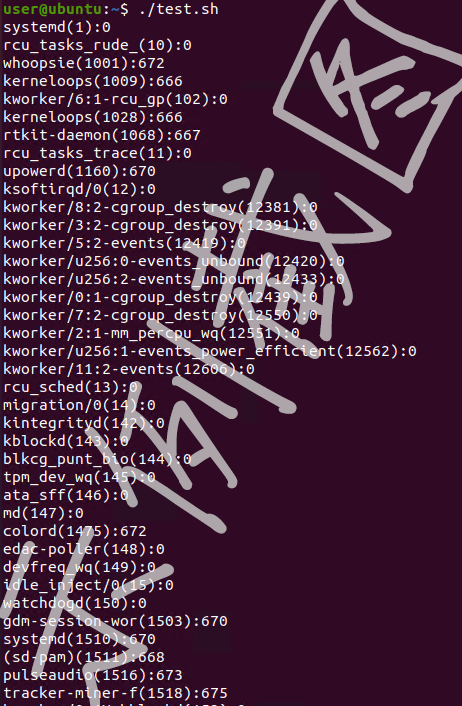 user@ubuntu:~$ ./test.sh
systemd(1):0
rcu_tasks_rude_(10):0
whoopsie(1001):672
kerneloops(1009):666
kworker/6:1-rcu_gp(102):0
kerneloops(1028):666
rtkit-daemon(1068):667
rcu_tasks_trace(11):0
upowerd(1160):670
ksoftirqd/0(12):0
kworker/8:2-cgroup_destroy(12381):0
kworker/3:2-cgroup_destroy(12391):0
kworker/5:2-events(12419):0
kworker/u256:0-events_unbound(12420):0
kworker/u256:2-events_unbound(12433):0
kworker/0:1-cgroup_destroy(12439):0
kworker/7:2-cgroup_destroy(12550):0
kworker/2:1-mm_percpu_wq(12551):0
kworker/u256:1-events_power_efficient(12562):0
kworker/11:2-events(12606):0
rcu_sched(13):0
migration/0(14):0
kintegrityd(142):0
kblockd(143):0
blkcg_punt_bio(144):0
tpm_dev_wq(145):0
ata_sff(146):0
md(147):0
colord(1475):672
edac-poller(148):0
devfreq_wq(149):0
idle_inject/0(15):0
watchdogd(150):0
gdm-session-wor(1503):670
systemd(1510):670
(sd-pam)(1511):668
pulseaudio(1516):673
tracker-miner-f(1518):675